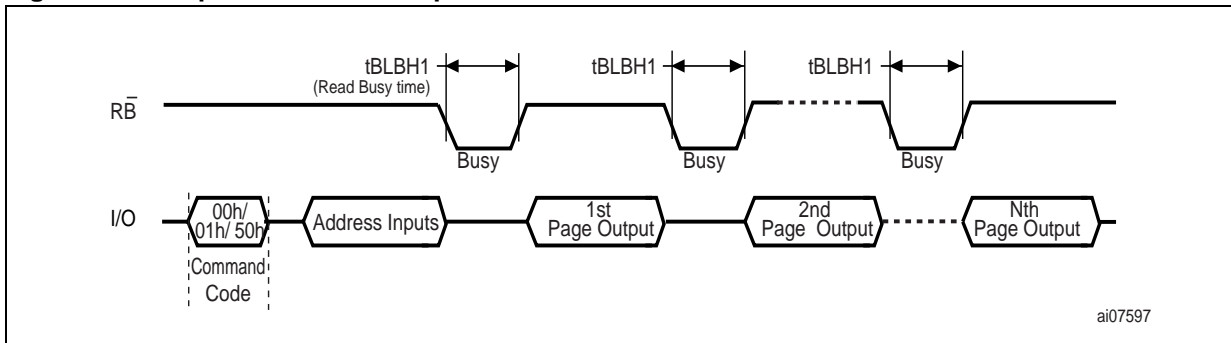 tBLBH1
(Read Busy time)
tBLBH1
tBLBH1
RB̅
Busy
Busy
Busy
I/O
00h/
01h/ 50h
Address Inputs
1st
Page Output
2nd
Page Output
Nth
Page Output
Command
Code
ai07597